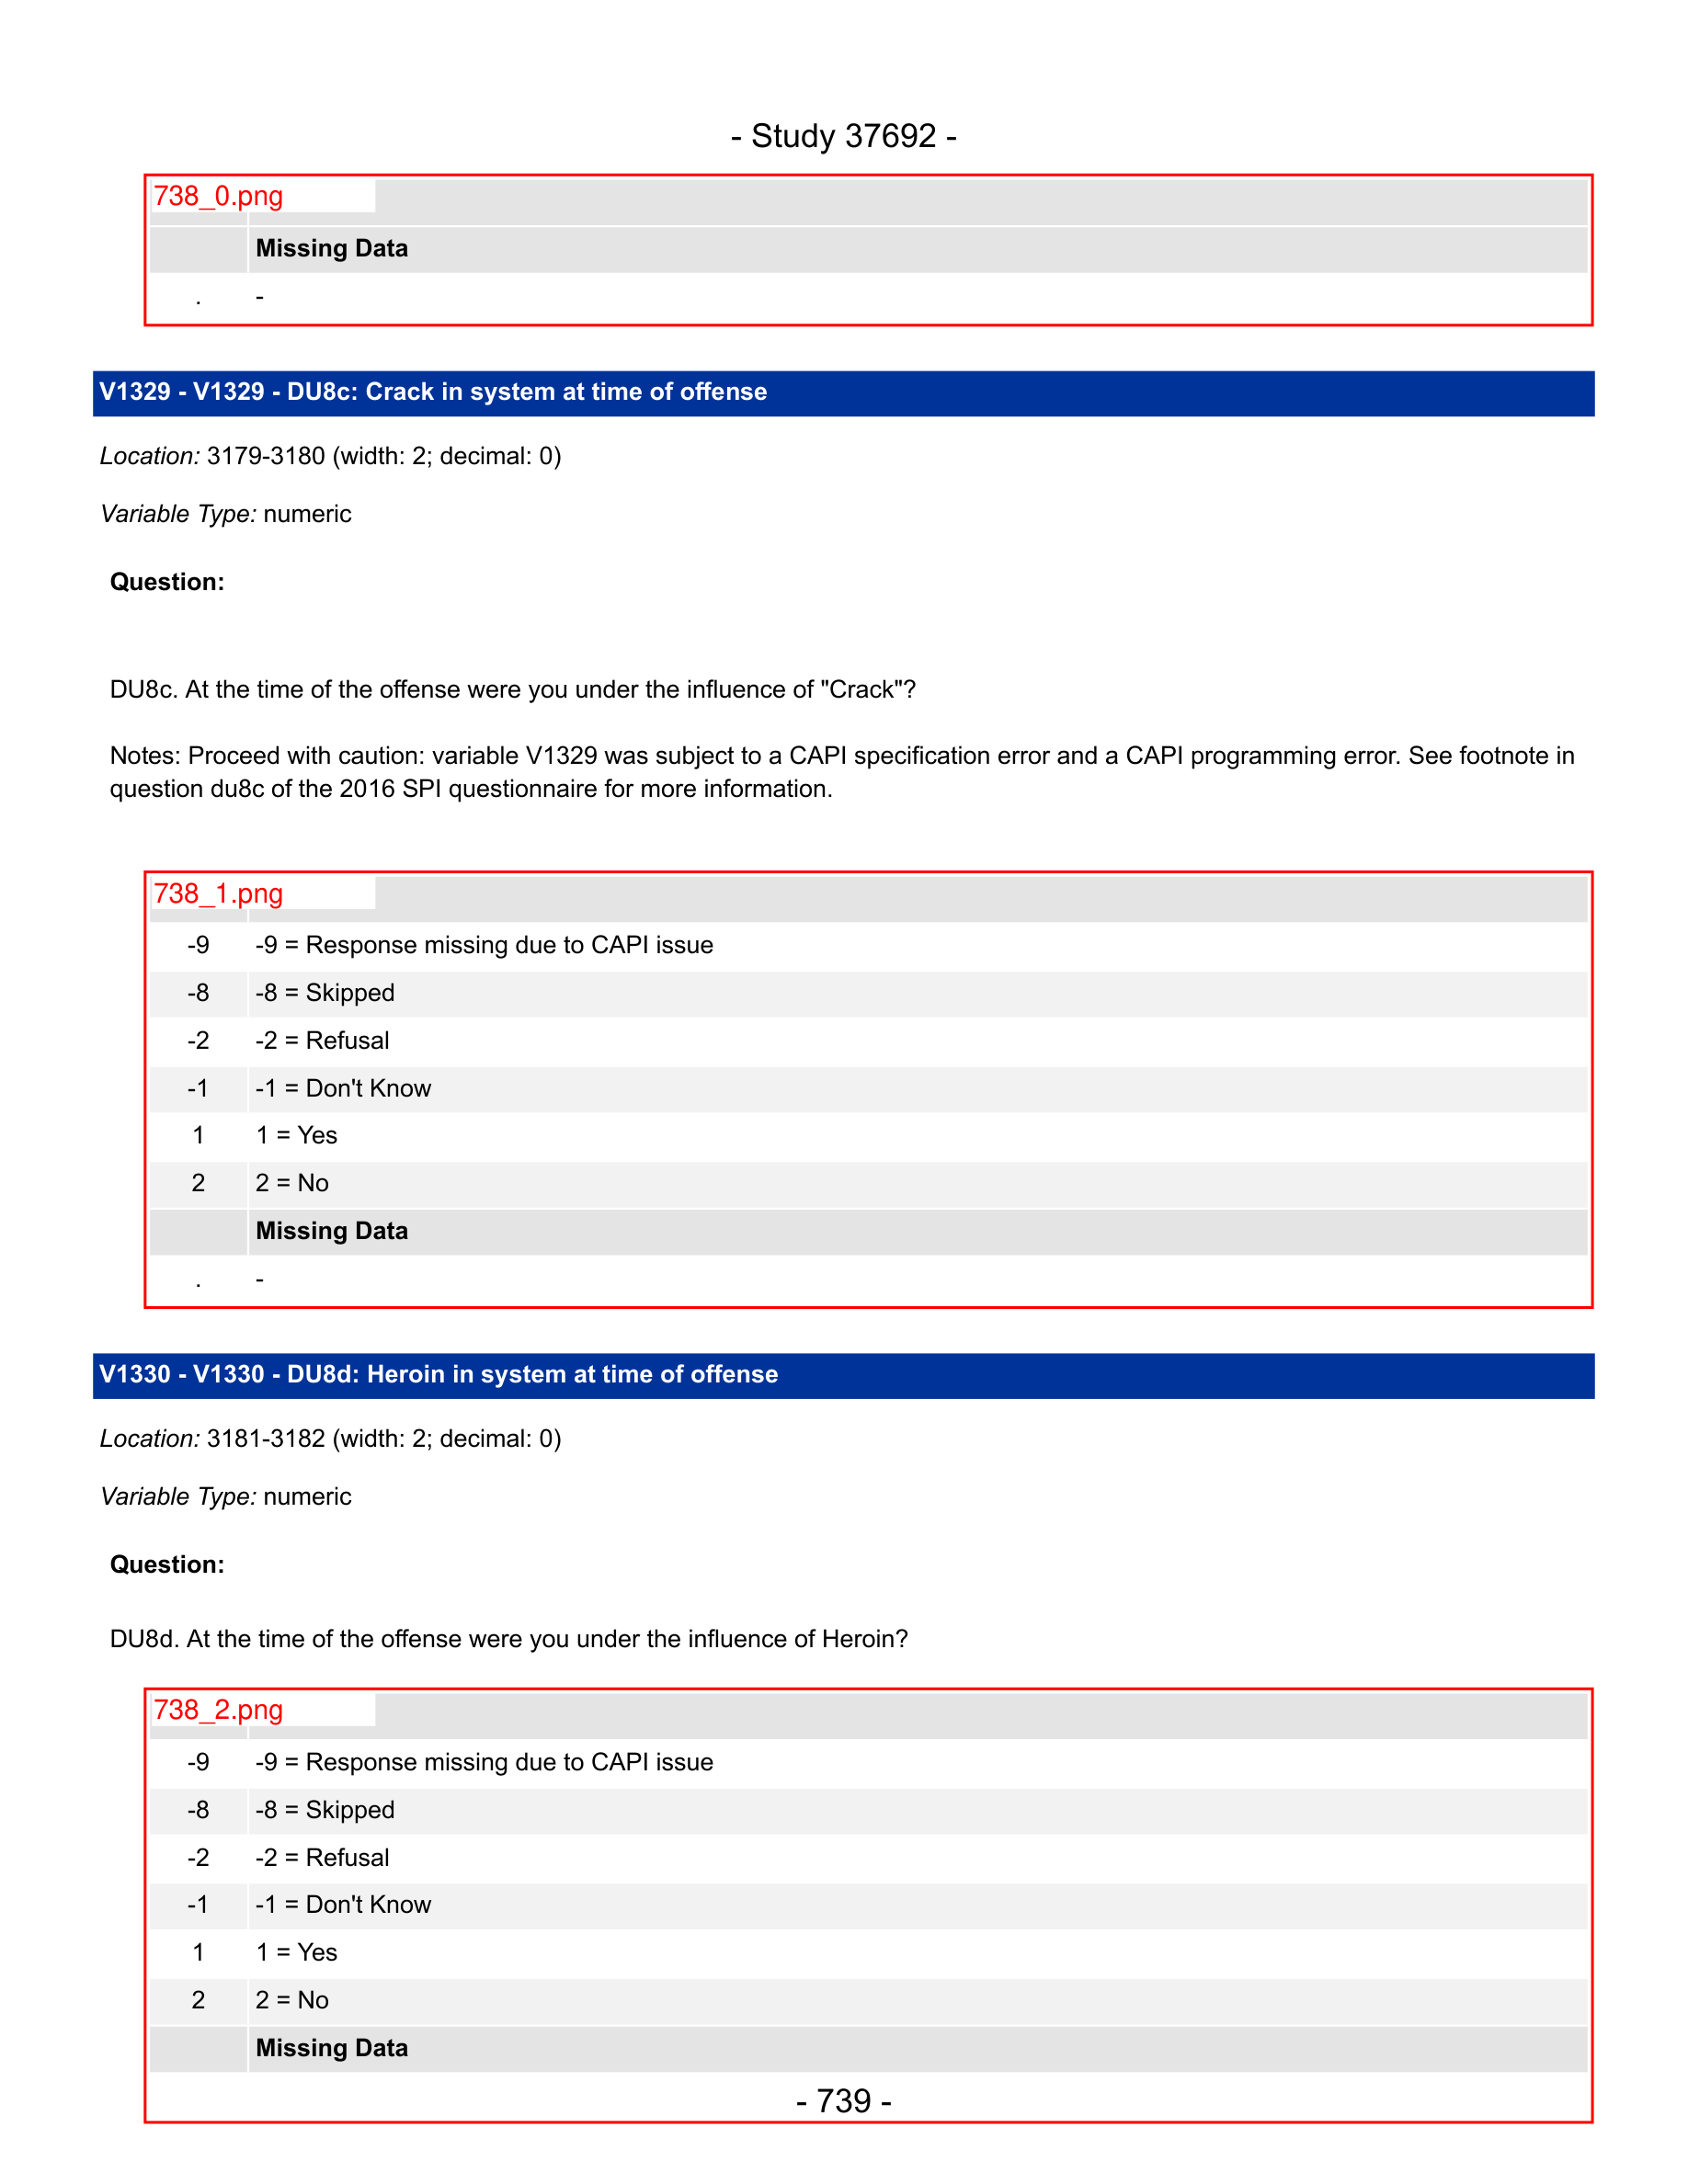 - Study 37692 -
738_0.png
Missing Data
. -
V1329 - V1329 - DU8c: Crack in system at time of offense
Location: 3179-3180 (width: 2; decimal: 0)
Variable Type: numeric
Question:
DU8c. At the time of the offense were you under the influence of "Crack"?
Notes: Proceed with caution: variable V1329 was subject to a CAPI specification error and a CAPI programming error. See footnote in
question du8c of the 2016 SPI questionnaire for more information.
738_1.png
-9 -9 = Response missing due to CAPI issue
-8 -8 = Skipped
-2 -2 = Refusal
-1 -1 = Don't Know
1 1 = Yes
2 2 = No
Missing Data
. -
V1330 - V1330 - DU8d: Heroin in system at time of offense
Location: 3181-3182 (width: 2; decimal: 0)
Variable Type: numeric
Question:
DU8d. At the time of the offense were you under the influence of Heroin?
738_2.png
-9 -9 = Response missing due to CAPI issue
-8 -8 = Skipped
-2 -2 = Refusal
-1 -1 = Don't Know
1 1 = Yes
2 2 = No
Missing Data
- 739 -